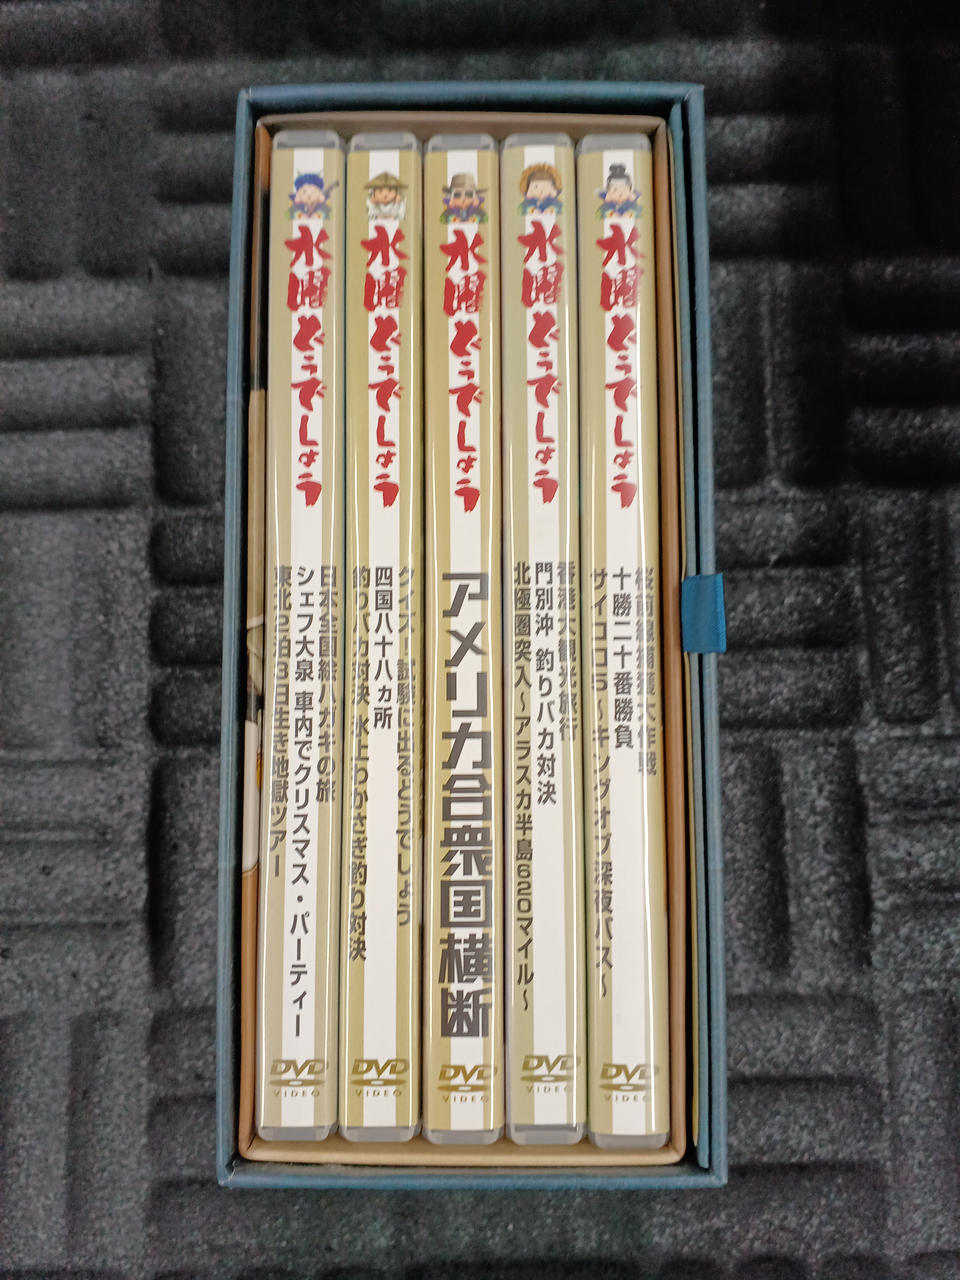 水曜どうでしょう
日本全国絵ハガキの旅
シェフ大泉 車内でクリスマス・パーティー
東北2泊3日生き地獄ツアー
DVD
VIDEO
水曜どうでしょう
クイズ!試験に出るどうでしょう
四国八十八ヵ所
釣りバカ対決 氷上わかさぎ釣り対決
DVD
VIDEO
水曜どうでしょう
アメリカ合衆国横断
DVD
VIDEO
水曜どうでしょう
香港大観光旅行
門別沖 釣りバカ対決
北極圏突入~アラスカ半島620マイル~
DVD
VIDEO
水曜どうでしょう
桜前線捕獲大作戦
十勝二十番勝負
サイコロ5~キングオブ深夜バス~
DVD
VIDEO